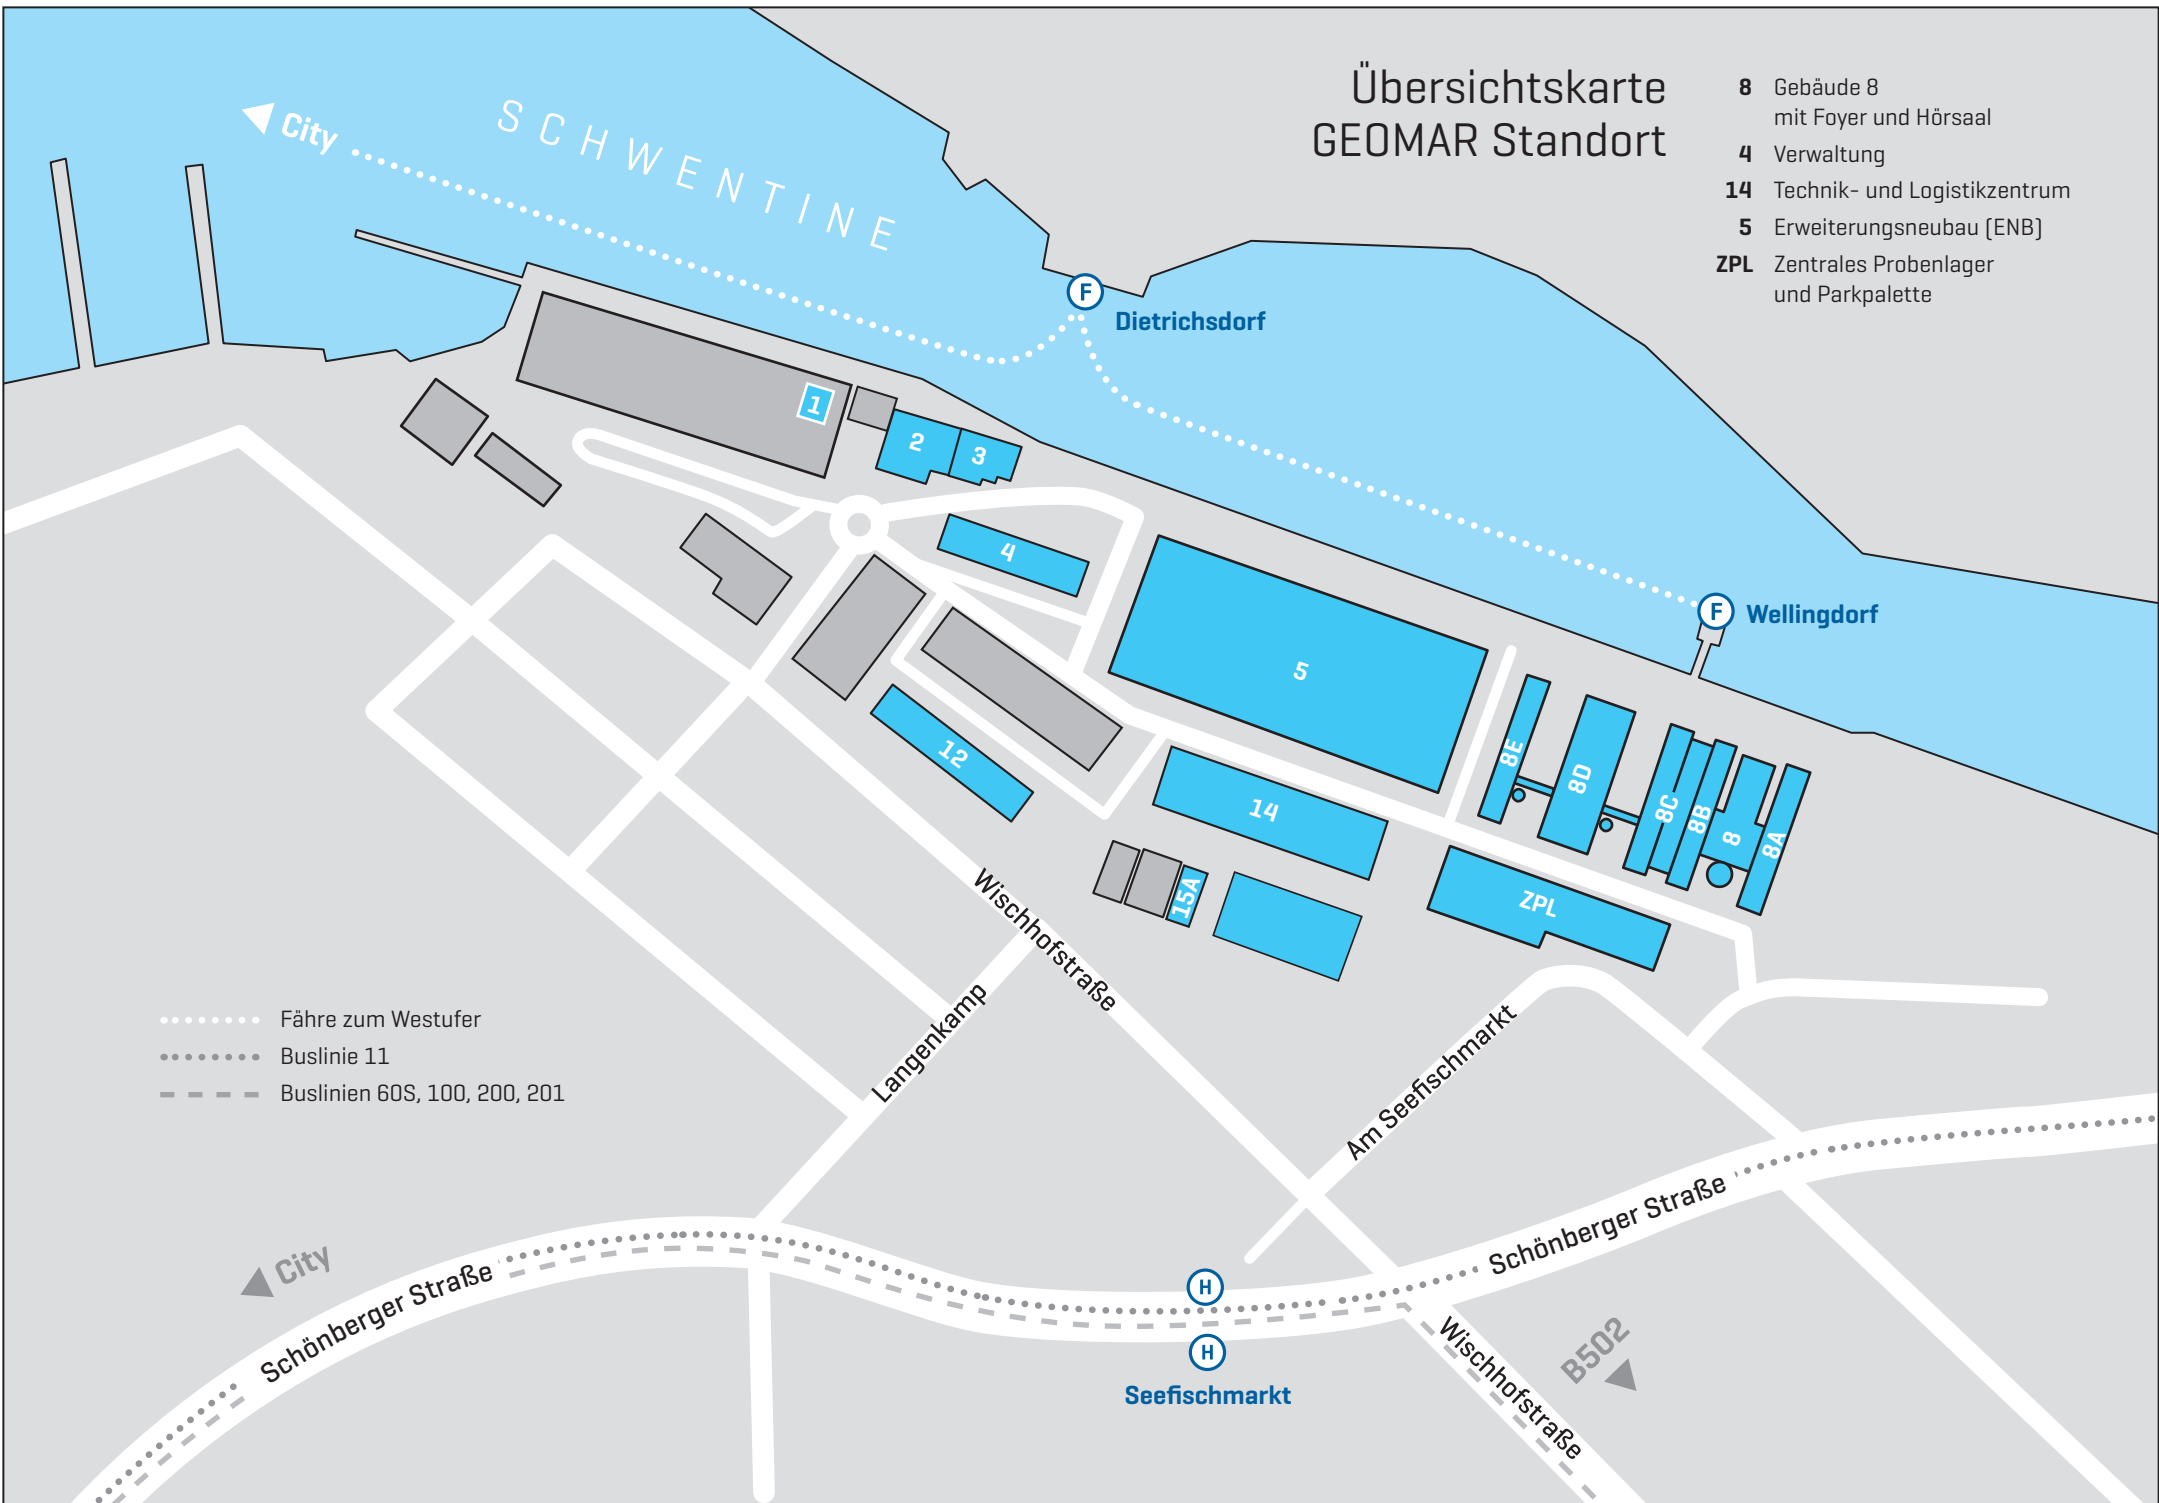 Übersichtskarte
GEOMAR Standort
8 Gebäude 8
mit Foyer und Hörsaal
4 Verwaltung
14 Technik- und Logistikzentrum
5 Erweiterungsneubau (ENB)
ZPL Zentrales Probenlager
und Parkpalette
City
SCHWENTINE
F
Dietrichsdorf
1
2
3
4
5
F
Wellingdorf
12
14
15A
8E
8D
8C
8B
8
8A
ZPL
Wischhofstraße
Langenkamp
Am Seefischmarkt
Fähre zum Westufer
Buslinie 11
Buslinien 60S, 100, 200, 201
City
Schönberger Straße
Schönberger Straße
H
H
Seefischmarkt
Wischhofstraße
B502